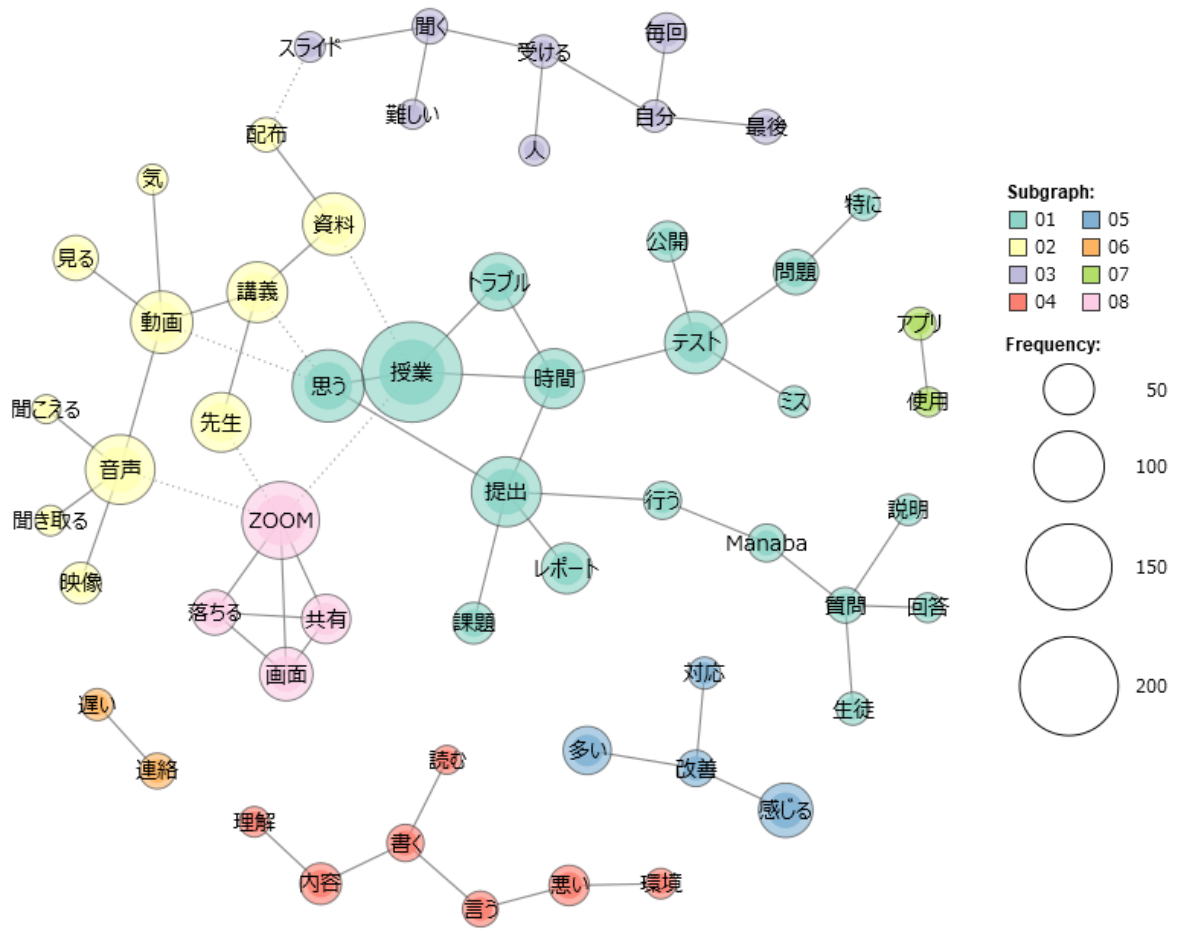 スライド
聞く
受ける
毎回
難しい
自分
最後
人
配布
気
資料
見る
講義
動画
トラブル
公開
特に
問題
テスト
思う
授業
時間
ミス
アプリ
使用
先生
聞こえる
音声
聞き取る
映像
ZOOM
落ちる
共有
画面
提出
行う
Manaba
レポート
課題
説明
質問
回答
生徒
対応
多い
改善
感じる
遅い
連絡
読む
理解
書く
内容
言う
悪い
環境
Subgraph:
01 05
02 06
03 07
04 08
Frequency:
50
100
150
200